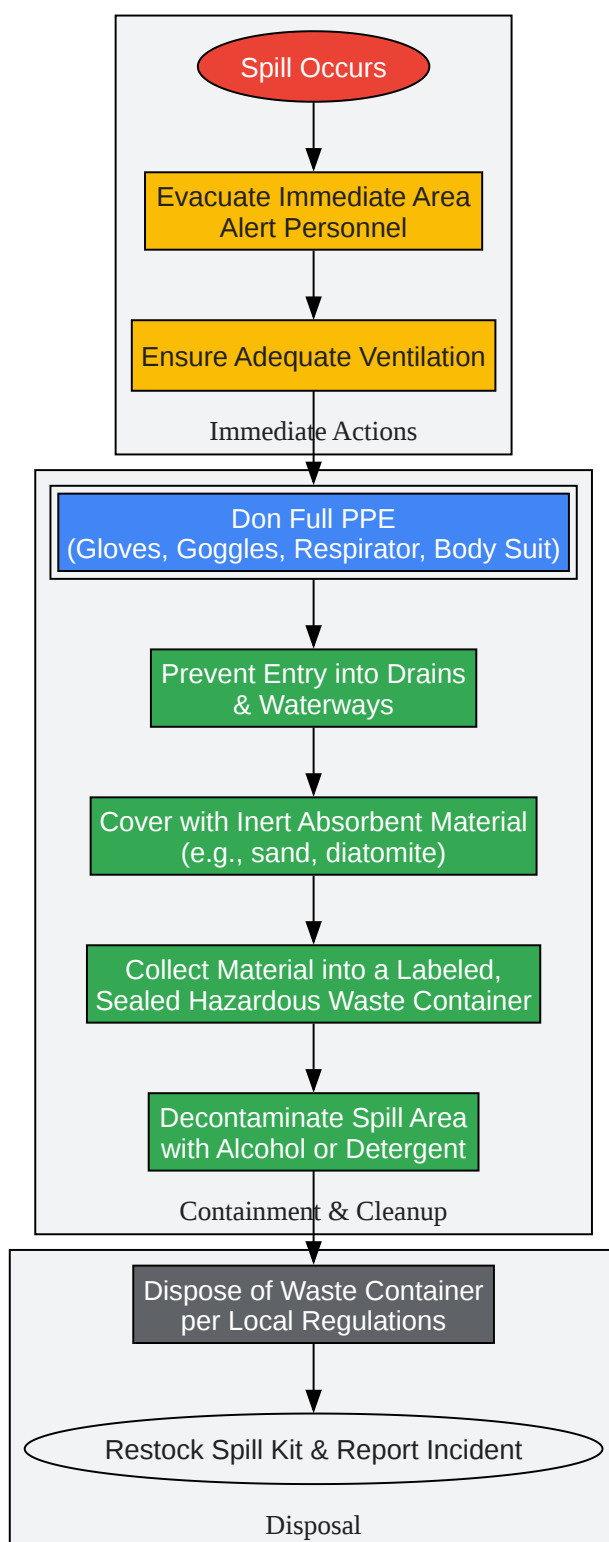 Spill Occurs
Evacuate Immediate Area
Alert Personnel
Ensure Adequate Ventilation
Immediate Actions
Don Full PPE
(Gloves, Goggles, Respirator, Body Suit)
Prevent Entry into Drains
& Waterways
Cover with Inert Absorbent Material
(e.g., sand, diatomite)
Collect Material into a Labeled,
Sealed Hazardous Waste Container
Decontaminate Spill Area
with Alcohol or Detergent
Containment & Cleanup
Dispose of Waste Container
per Local Regulations
Restock Spill Kit & Report Incident
Disposal